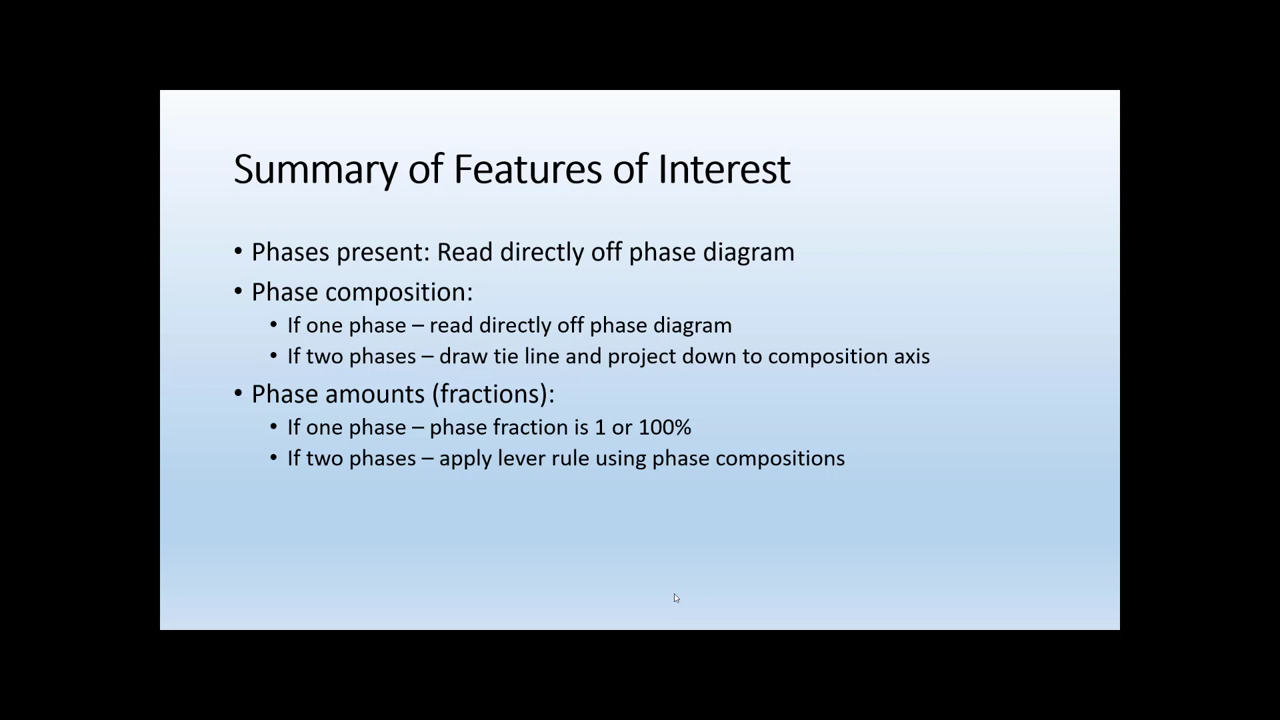 Summary of Features of Interest
• Phases present: Read directly off phase diagram
• Phase composition:
• If one phase – read directly off phase diagram
• If two phases – draw tie line and project down to composition axis
• Phase amounts (fractions):
• If one phase – phase fraction is 1 or 100%
• If two phases – apply lever rule using phase compositions